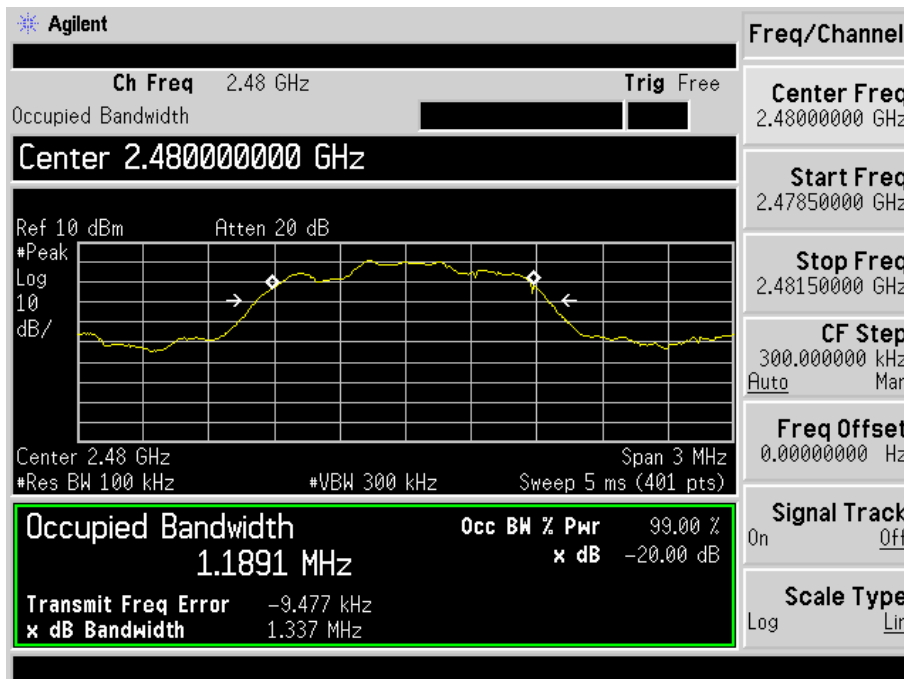 Agilent
Freq/Channel
Ch Freq 2.48 GHz Trig Free
Occupied Bandwidth
Center 2.480000000 GHz
Ref 10 dBm Atten 20 dB
#Peak
Log
10
dB/
Center 2.48 GHz Span 3 MHz
#Res BW 100 kHz #VBW 300 kHz Sweep 5 ms (401 pts)
Occupied Bandwidth
1.1891 MHz
Occ BW % Pwr 99.00 %
x dB -20.00 dB
Transmit Freq Error -9.477 kHz
x dB Bandwidth 1.337 MHz
Center Freq
2.48000000 GHz
Start Freq
2.47850000 GHz
Stop Freq
2.48150000 GHz
CF Step
300.000000 kHz
Auto Man
Freq Offset
0.00000000 Hz
Signal Track
On Off
Scale Type
Log Lin